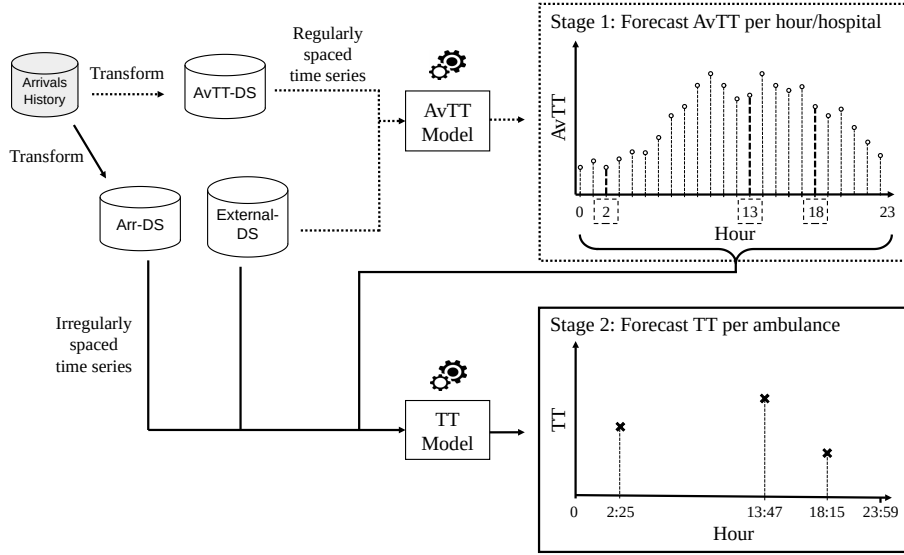 Stage 1: Forecast AvTT per hour/hospital
Regularly
spaced
time series
Arrivals
History
Transform
AvTT-DS
AvTT
Model
AvTT
Transform
Arr-DS
External-
DS
0 2 13 18 23
Hour
Irregularly
spaced
time series
Stage 2: Forecast TT per ambulance
TT
Model
TT
0 2:25 13:47 18:15 23:59
Hour